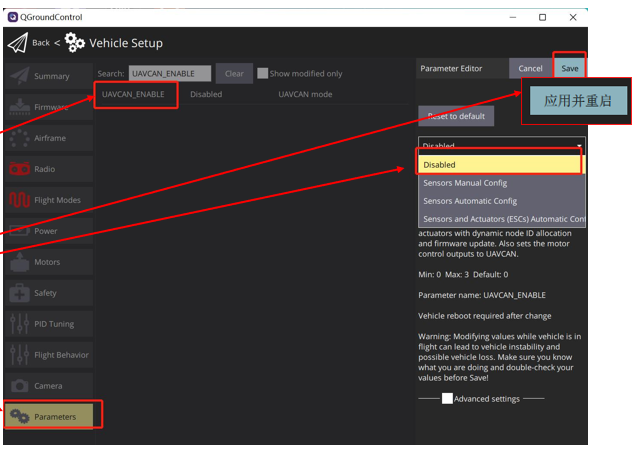 QGroundControl
Back < Vehicle Setup
Summary
Firmware
Airframe
Radio
Flight Modes
Power
Motors
Safety
PID Tuning
Flight Behavior
Camera
Parameters
Search: UAVCAN_ENABLE Clear Show modified only
UAVCAN_ENABLE Disabled UAVCAN mode
Parameter Editor Cancel Save
应用并重启
Reset to default
Disabled
Disabled
Sensors Manual Config
Sensors Automatic Config
Sensors and Actuators (ESCs) Automatic Conf
actuators with dynamic node ID allocation
and firmware update. Also sets the motor
control outputs to UAVCAN.
Min: 0 Max: 3 Default: 0
Parameter name: UAVCAN_ENABLE
Vehicle reboot required after change
Warning: Modifying values while vehicle is in
flight can lead to vehicle instability and
possible vehicle loss. Make sure you know
what you are doing and double-check your
values before Save!
Advanced settings